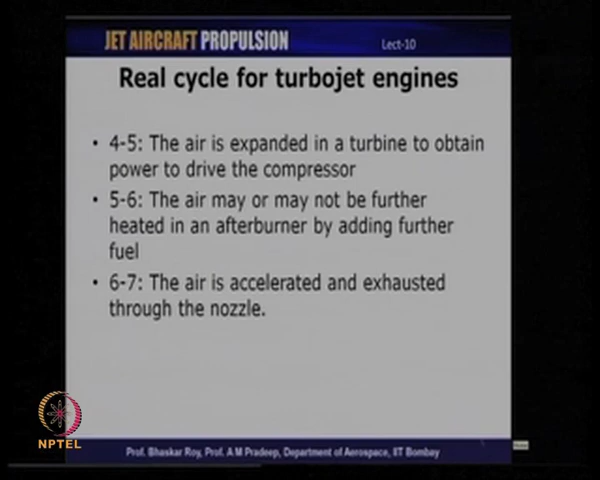 JET AIRCRAFT PROPULSION
Lect-10
Real cycle for turbojet engines
• 4-5: The air is expanded in a turbine to obtain
power to drive the compressor
• 5-6: The air may or may not be further
heated in an afterburner by adding further
fuel
• 6-7: The air is accelerated and exhausted
through the nozzle.
NPTEL
Prof. Bhaskar Roy, Prof. A M Pradeep, Department of Aerospace, IIT Bombay